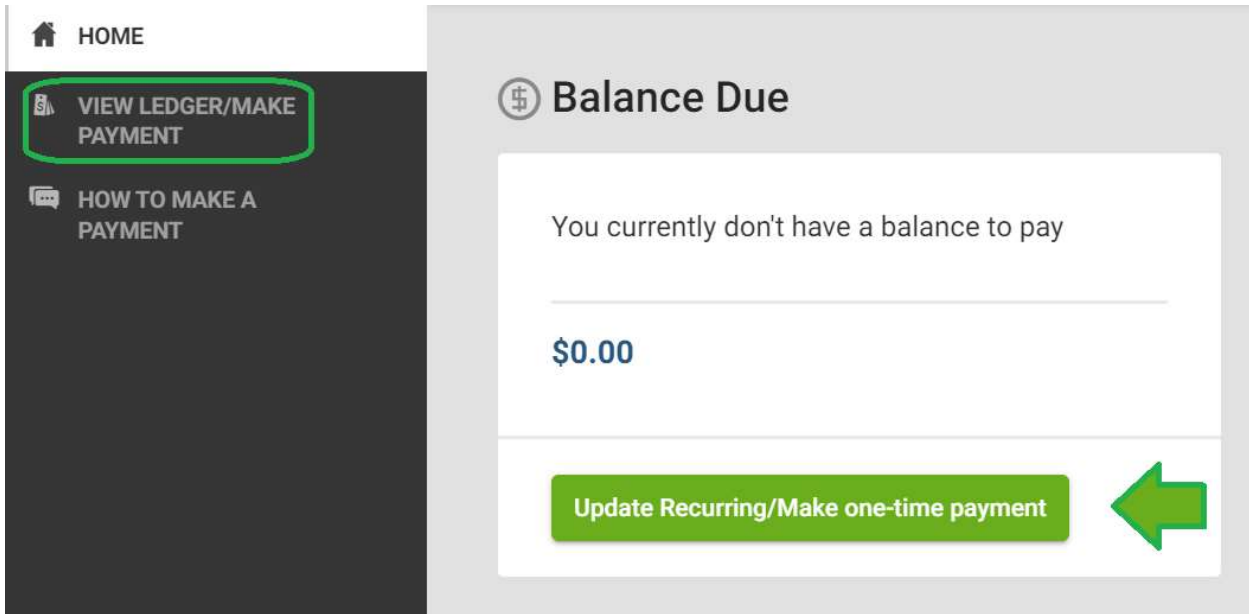 HOME
VIEW LEDGER/MAKE
PAYMENT
HOW TO MAKE A
PAYMENT
Balance Due
You currently don't have a balance to pay
$0.00
Update Recurring/Make one-time payment